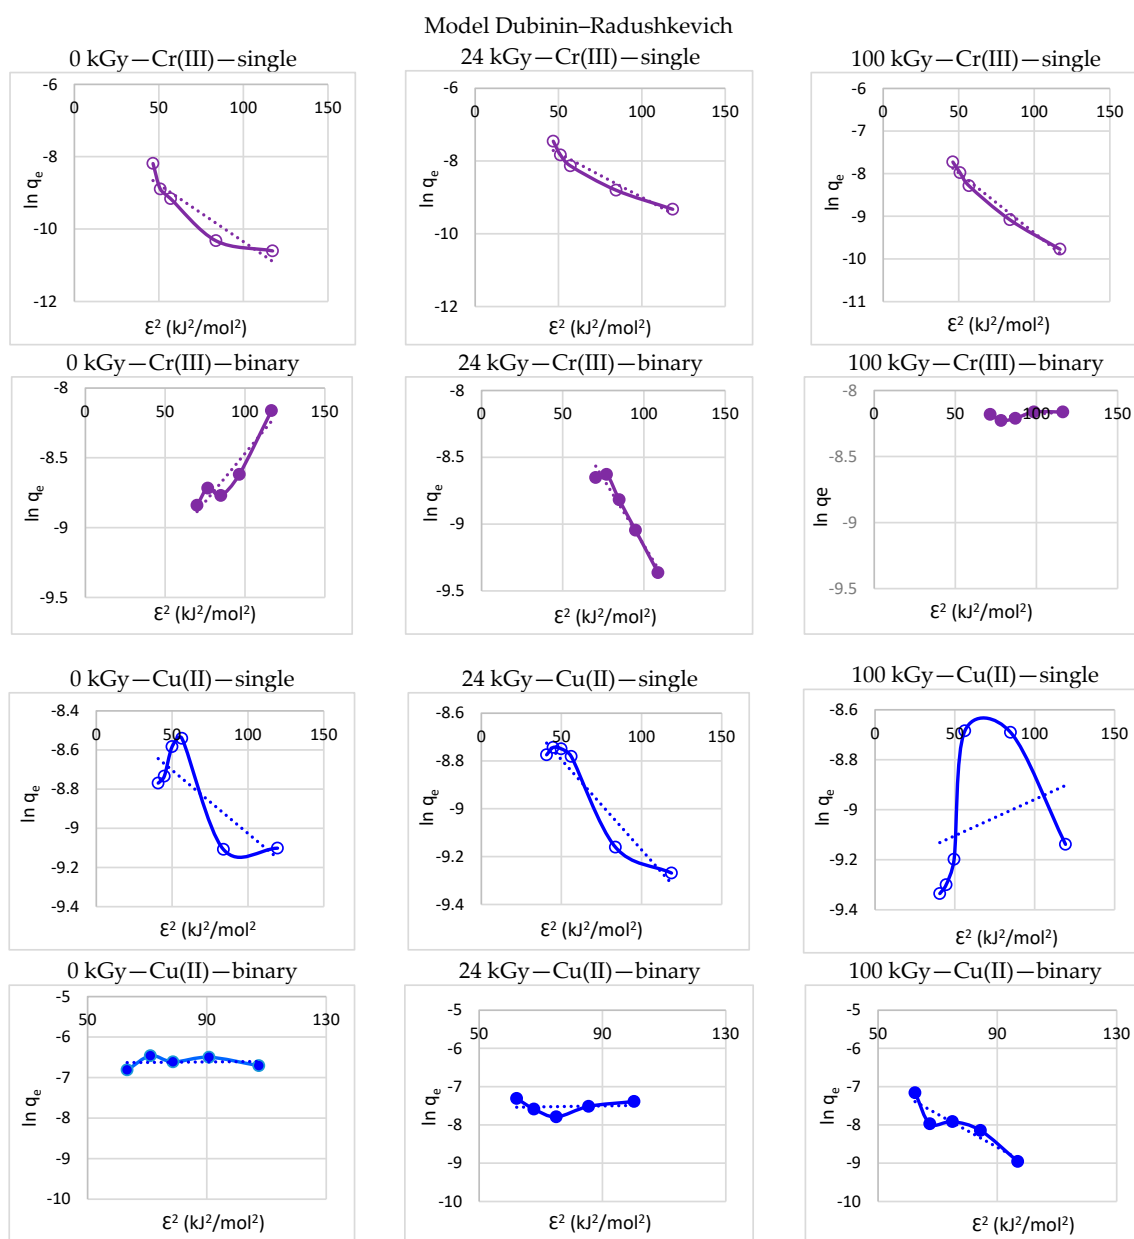 Model Dubinin–Radushkevich
0 kGy—Cr(III)—single
24 kGy—Cr(III)—single
100 kGy—Cr(III)—single
-6
0 50 100 150
-8
-10
-12
ln qe
Ɛ² (kJ²/mol²)
-6
0 50 100 150
-8
-10
-12
ln qe
Ɛ² (kJ²/mol²)
-6
0 50 100 150
-7
-8
-9
-10
-11
ln qe
Ɛ² (kJ²/mol²)
0 kGy—Cr(III)—binary
24 kGy—Cr(III)—binary
100 kGy—Cr(III)—binary
-8
0 50 100 150
-8.5
-9
-9.5
ln qe
Ɛ² (kJ²/mol²)
-8
0 50 100 150
-8.5
-9
-9.5
ln qe
Ɛ² (kJ²/mol²)
-8
0 50 100 150
-8.5
-9
-9.5
ln qe
Ɛ² (kJ²/mol²)
0 kGy—Cu(II)—single
24 kGy—Cu(II)—single
100 kGy—Cu(II)—single
-8.4
0 50 100 150
-8.6
-8.8
-9
-9.2
-9.4
ln qe
Ɛ² (kJ²/mol²
-8.6
0 50 100 150
-8.8
-9
-9.2
-9.4
ln qe
Ɛ² (kJ²/mol²)
-8.6
0 50 100 150
-8.8
-9
-9.2
-9.4
ln qe
Ɛ² (kJ²/mol²)
0 kGy—Cu(II)—binary
24 kGy—Cu(II)—binary
100 kGy—Cu(II)—binary
-5
50 90 130
-6
-7
-8
-9
-10
ln qe
Ɛ² (kJ²/mol²)
-5
50 90 130
-6
-7
-8
-9
-10
ln qe
Ɛ² (kJ²/mol²)
-5
50 90 130
-6
-7
-8
-9
-10
ln qe
Ɛ² (kJ²/mol²)